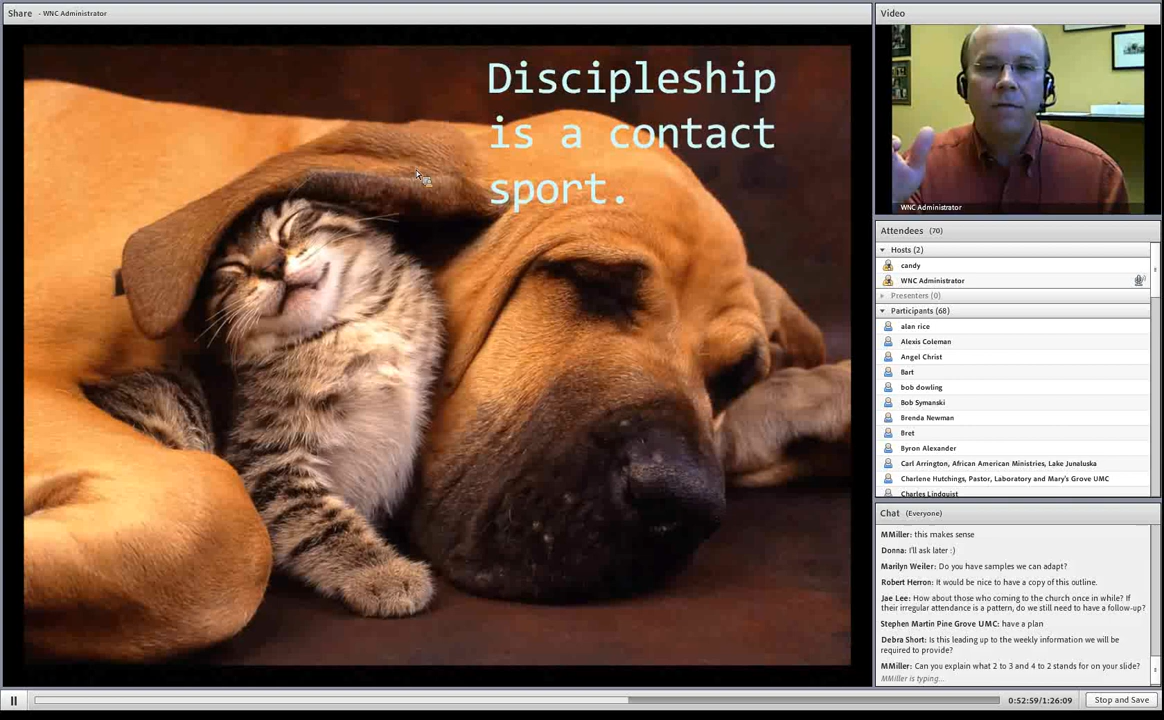 Share - WNC Administrator
Discipleship
is a contact
sport.
Video
WNC Administrator
Attendees (70)
Hosts (2)
candy
WNC Administrator
Presenters (0)
Participants (68)
alan rice
Alexis Coleman
Angel Christ
Bart
bob dowling
Bob Symanski
Brenda Newman
Bret
Byron Alexander
Carl Arrington, African American Ministries, Lake Junaluska
Charlene Hutchings, Pastor, Laboratory and Mary's Grove UMC
Charles Lindquist
Chat (Everyone)
MMiller: this makes sense
Donna: I'll ask later :)
Marilyn Weiler: Do you have samples we can adapt?
Robert Herron: It would be nice to have a copy of this outline.
Jae Lee: How about those who coming to the church once in while? If
their irregular attendance is a pattern, do we still need to have a follow-up?
Stephen Martin Pine Grove UMC: have a plan
Debra Short: Is this leading up to the weekly information we will be
required to provide?
MMiller: Can you explain what 2 to 3 and 4 to 2 stands for on your slide?
MMiller is typing...
0:52:59/1:26:09
Stop and Save